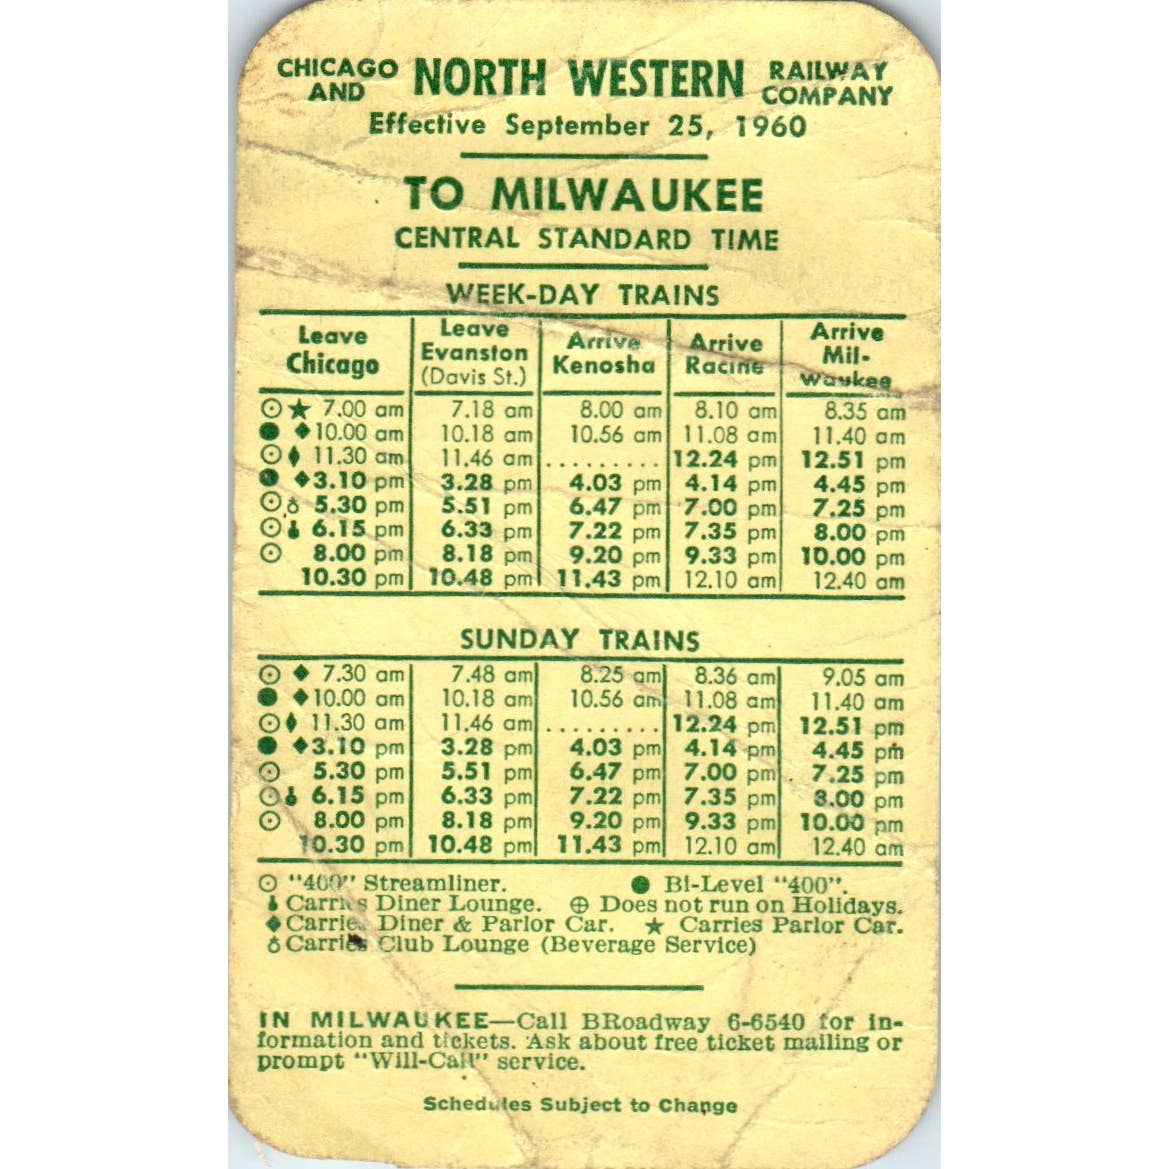 CHICAGO AND NORTH WESTERN RAILWAY COMPANY
Effective September 25, 1960
TO MILWAUKEE
CENTRAL STANDARD TIME
WEEK-DAY TRAINS
Leave Chicago Leave Evanston (Davis St.) Arrive Kenosha Arrive Racine Arrive Mil-waukee
☉ ★ 7.00 am 7.18 am 8.00 am 8.10 am 8.35 am
● ◆ 10.00 am 10.18 am 10.56 am 11.08 am 11.40 am
☉ ♦ 11.30 am 11.46 am .......... 12.24 pm 12.51 pm
● ◆ 3.10 pm 3.28 pm 4.03 pm 4.14 pm 4.45 pm
☉ ♁ 5.30 pm 5.51 pm 6.47 pm 7.00 pm 7.25 pm
☉ 6.15 pm 6.33 pm 7.22 pm 7.35 pm 8.00 pm
☉ 8.00 pm 8.18 pm 9.20 pm 9.33 pm 10.00 pm
10.30 pm 10.48 pm 11.43 pm 12.10 am 12.40 am
SUNDAY TRAINS
☉ ◆ 7.30 am 7.48 am 8.25 am 8.36 am 9.05 am
● ◆ 10.00 am 10.18 am 10.56 am 11.08 am 11.40 am
☉ ♦ 11.30 am 11.46 am .......... 12.24 pm 12.51 pm
● ◆ 3.10 pm 3.28 pm 4.03 pm 4.14 pm 4.45 pm
☉ 5.30 pm 5.51 pm 6.47 pm 7.00 pm 7.25 pm
☉ 6.15 pm 6.33 pm 7.22 pm 7.35 pm 8.00 pm
☉ 8.00 pm 8.18 pm 9.20 pm 9.33 pm 10.00 pm
10.30 pm 10.48 pm 11.43 pm 12.10 am 12.40 am
☉ "400" Streamliner. ● Bi-Level "400".
Carries Diner Lounge. ⊕ Does not run on Holidays.
◆ Carries Diner & Parlor Car. ★ Carries Parlor Car.
♁ Carries Club Lounge (Beverage Service)
IN MILWAUKEE—Call BRoadway 6-6540 for in-
formation and tickets. Ask about free ticket mailing or
prompt "Will-Call" service.
Schedules Subject to Change